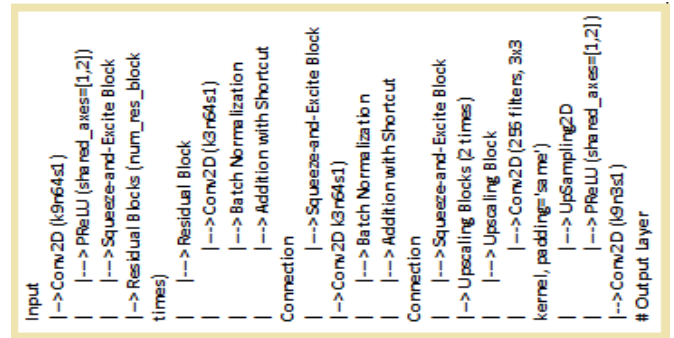 Input
|-->Conv2D (k9n64s1)
|    |---> PReLU (shared_axes=[1,2])
|    |--->Squeeze-and-Excite Block
|-->Residual Blocks (num_res_block
times)
|    |---> Residual Block
|    |    |-->Conv2D (k3n64s1)
|    |    |--> Batch Normalization
|    |    |--> Addition with Shortcut
Connection
|    |--->Squeeze-and-Excite Block
|-->Conv2D k3n64s1)
|    |---> Batch Normalization
|    |---> Addition with Shortcut
Connection
|    |---> Squeeze-and-Excite Block
|--> Upscaling Blocks (2 times)
|    |---> Upscaling Block
|    |    |--->Conv2D (256 filters, 3x3
kernel, padding='same')
|    |    |---> UpSampling2D
|    |    |---> PReLU (shared_axes=[1,2])
|--->Conv2D (k9n3s1)
# Output Layer